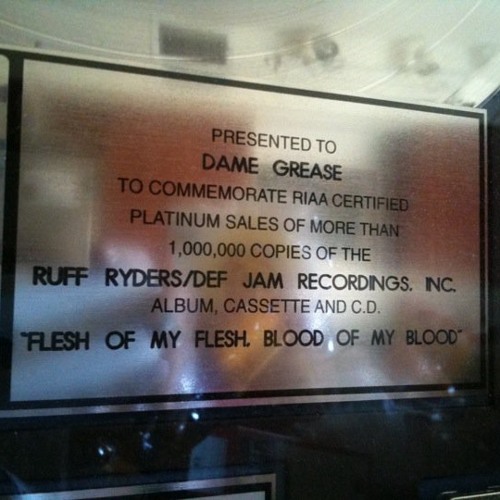 PRESENTED TO
DAME GREASE
TO COMMEMORATE RIAA CERTIFIED
PLATINUM SALES OF MORE THAN
1,000,000 COPIES OF THE
RUFF RYDERS/DEF JAM RECORDINGS, INC.
ALBUM, CASSETTE AND C.D.
"FLESH OF MY FLESH, BLOOD OF MY BLOOD"